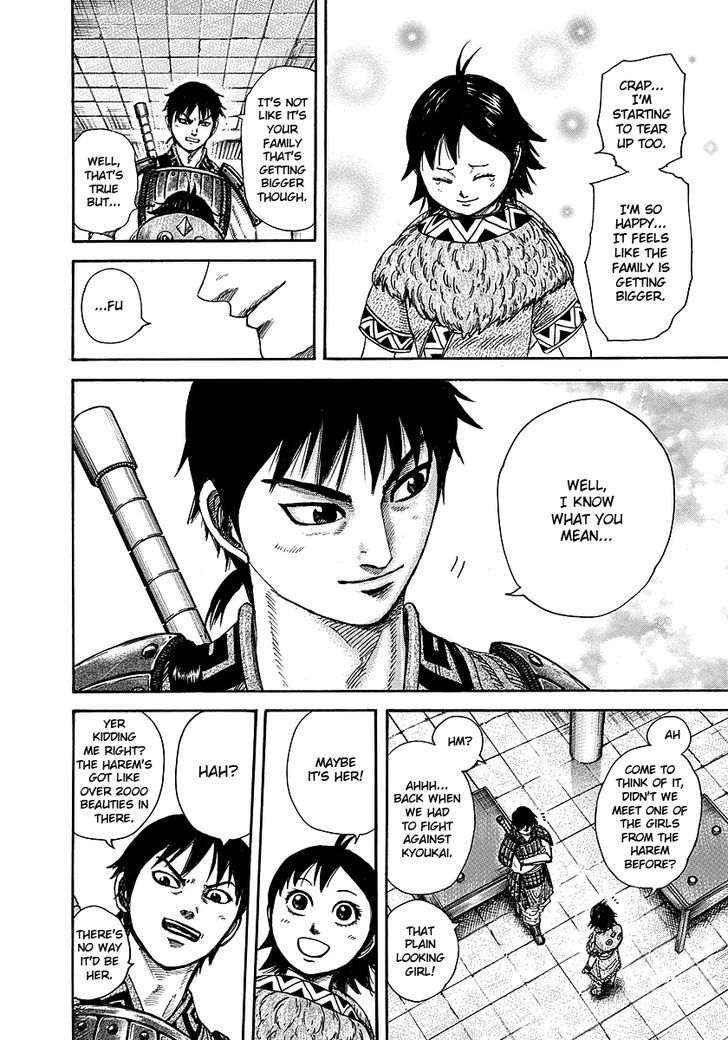 CRAP...
I'M
STARTING
TO TEAR
UP TOO.
I'M SO
HAPPY...
IT FEELS
LIKE THE
FAMILY IS
GETTING
BIGGER.
IT'S NOT
LIKE IT'S
YOUR
FAMILY
THAT'S
GETTING
BIGGER
THOUGH.
WELL,
THAT'S
TRUE
BUT...
...FU
WELL,
I KNOW
WHAT YOU
MEAN...
AH
COME TO
THINK OF IT,
DIDN'T WE
MEET ONE OF
THE GIRLS
FROM THE
HAREM
BEFORE?
HM?
AHHH...
BACK WHEN
WE HAD
TO FIGHT
AGAINST
KYOUKAI.
THAT
PLAIN
LOOKING
GIRL!
MAYBE
IT'S HER!
HAH?
YER
KIDDING
ME RIGHT?
THE HAREM'S
GOT LIKE
OVER 2000
BEAUTIES IN
THERE.
THERE'S
NO WAY
IT'D BE
HER.